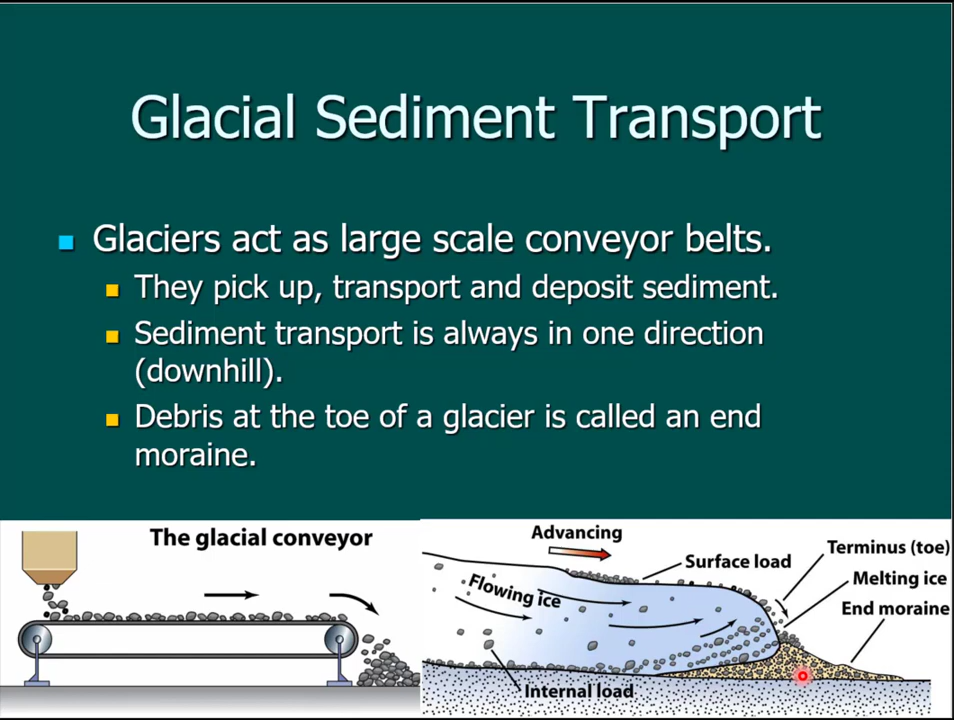 Glacial Sediment Transport
Glaciers act as large scale conveyor belts.
They pick up, transport and deposit sediment.
Sediment transport is always in one direction
(downhill).
Debris at the toe of a glacier is called an end
moraine.
The glacial conveyor
Advancing
Surface load
Terminus (toe)
Melting ice
End moraine
Flowing ice
Internal load